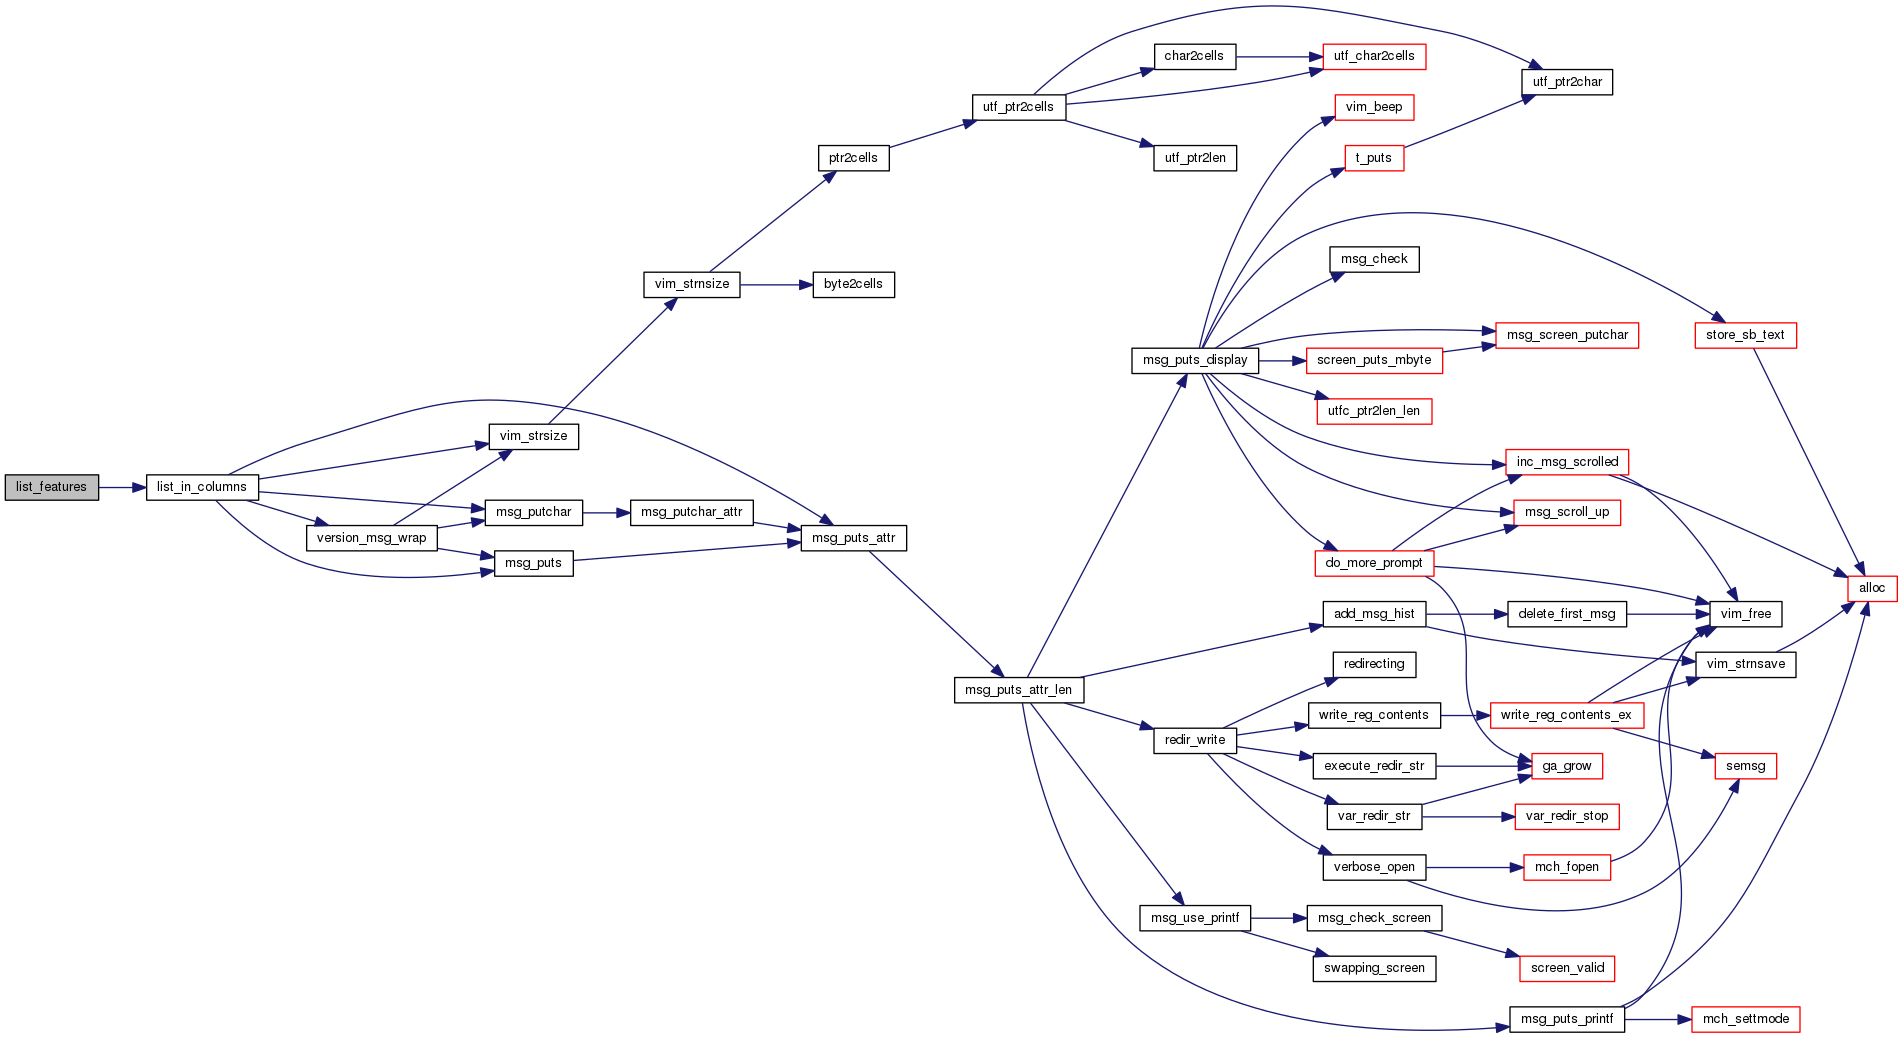 list_features
list_in_columns
version_msg_wrap
vim_strsize
msg_putchar
msg_puts
vim_strnsize
msg_putchar_attr
ptr2cells
byte2cells
msg_puts_attr
utf_ptr2cells
msg_puts_attr_len
char2cells
utf_ptr2len
msg_puts_display
redir_write
msg_use_printf
utf_char2cells
vim_beep
t_puts
msg_check
screen_puts_mbyte
utfc_ptr2len_len
do_more_prompt
add_msg_hist
redirecting
write_reg_contents
execute_redir_str
var_redir_str
verbose_open
msg_check_screen
swapping_screen
utf_ptr2char
msg_screen_putchar
inc_msg_scrolled
msg_scroll_up
delete_first_msg
write_reg_contents_ex
ga_grow
var_redir_stop
mch_fopen
screen_valid
msg_puts_printf
store_sb_text
vim_free
vim_strnsave
semsg
mch_settmode
alloc